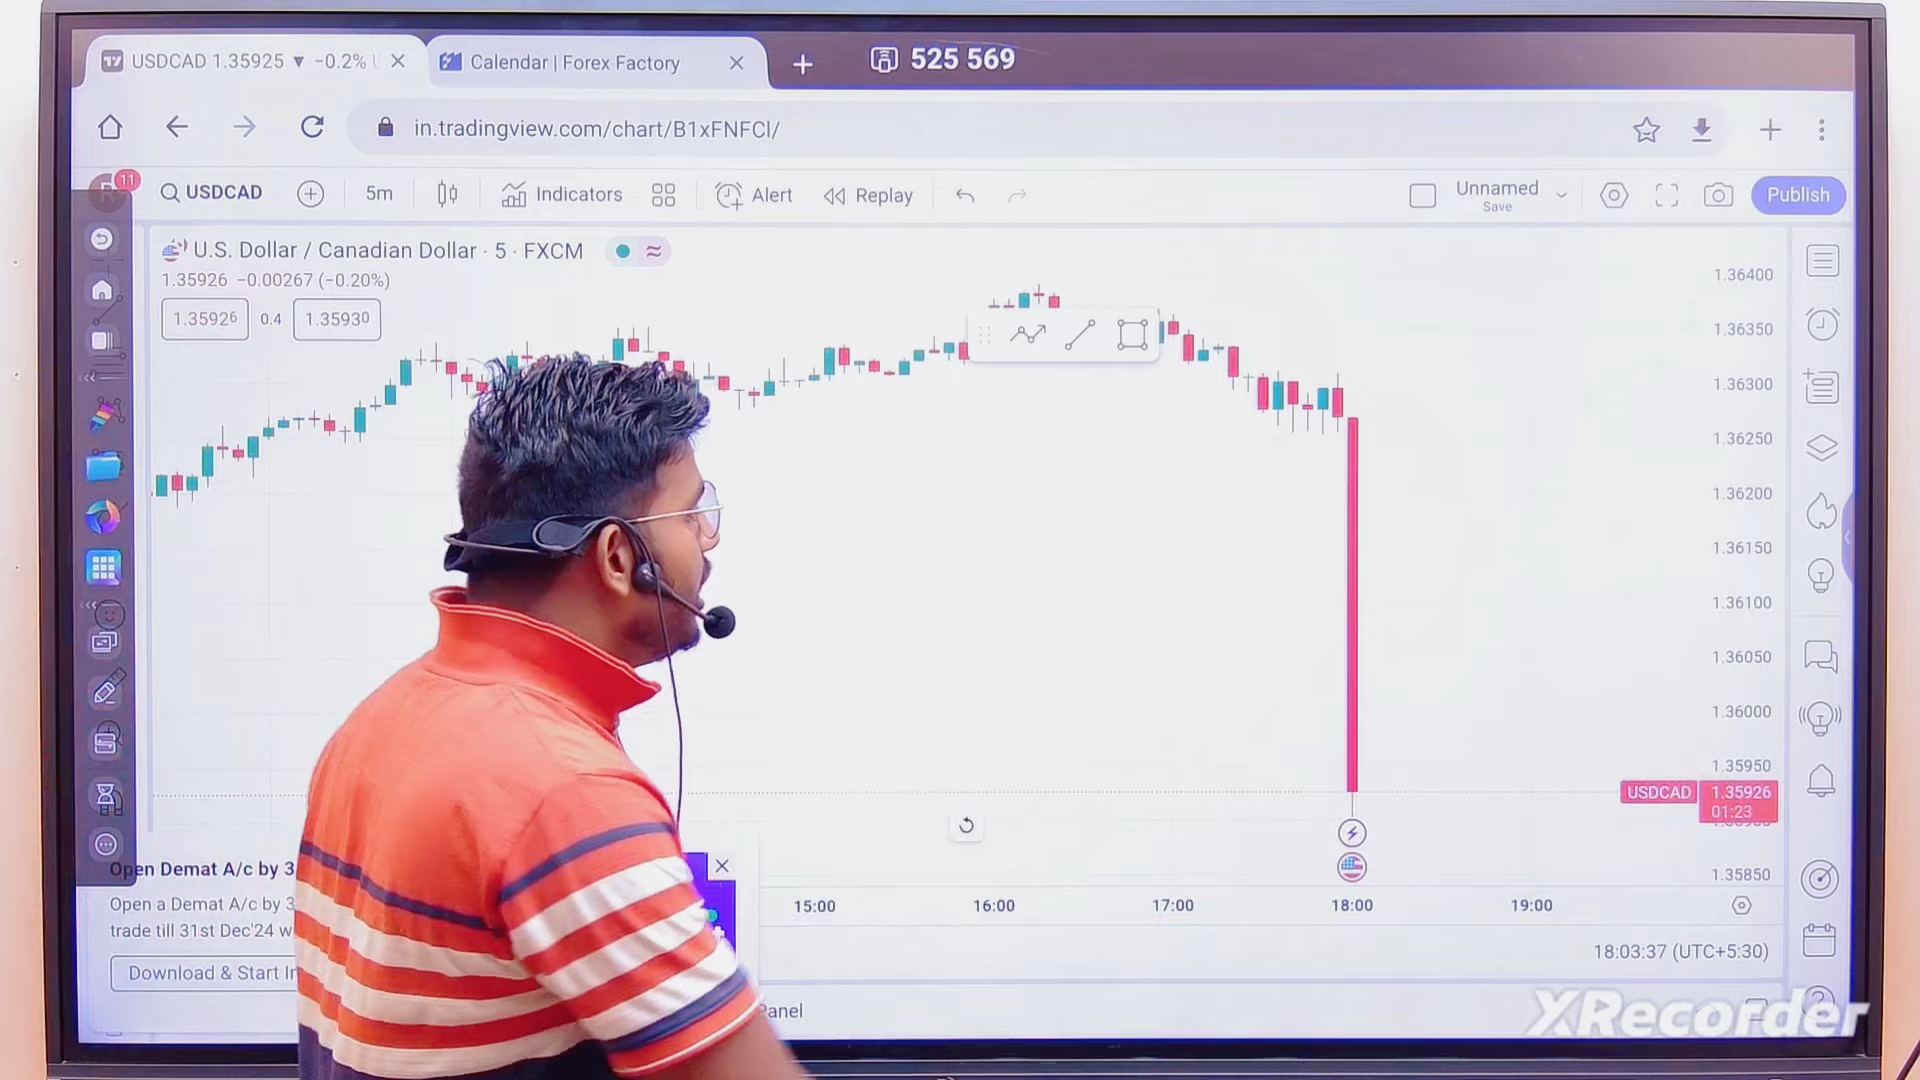 USDCAD 1.35925 ▼ −0.2%
Calendar | Forex Factory
525 569
in.tradingview.com/chart/B1xFNFCl/
11
USDCAD
5m
Indicators
Alert
Replay
Unnamed
Save
Publish
U.S. Dollar / Canadian Dollar · 5 · FXCM
1.35926 −0.00267 (−0.20%)
1.35926
0.4
1.35930
1.36400
1.36350
1.36300
1.36250
1.36200
1.36150
1.36100
1.36050
1.36000
1.35950
USDCAD 1.35926
01:23
1.35850
Open Demat A/c by 3
Open a Demat A/c by 3
trade till 31st Dec'24
Download & Start
15:00 16:00 17:00 18:00 19:00
18:03:37 (UTC+5:30)
Panel
XRecorder